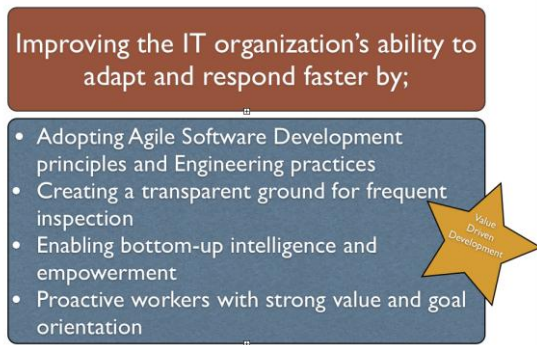 Improving the IT organization's ability to
adapt and respond faster by;
• Adopting Agile Software Development
principles and Engineering practices
• Creating a transparent ground for frequent
inspection
• Enabling bottom-up intelligence and
empowerment
• Proactive workers with strong value and goal
orientation
Value
Driven
Development